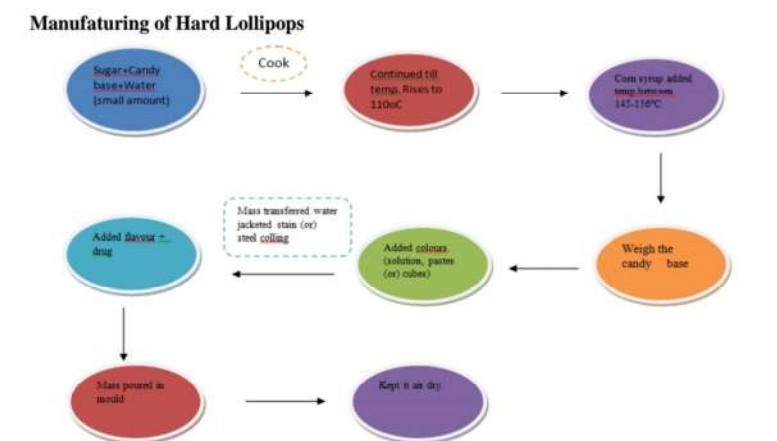 Manufaturing of Hard Lollipops
Sugar+Candy
base+Water
(small amount)
Cook
Continued till
temp. Rises to
110oC
Corn syrup added
temp.between
145-156°C
Weigh the
candy base
Added colours
(solution, pastes
(or) cubes)
Mass transferred water
jacketed stain (or)
steel colling
Added flavour +
drug
Mass poured in
mould
Kept it air dry.